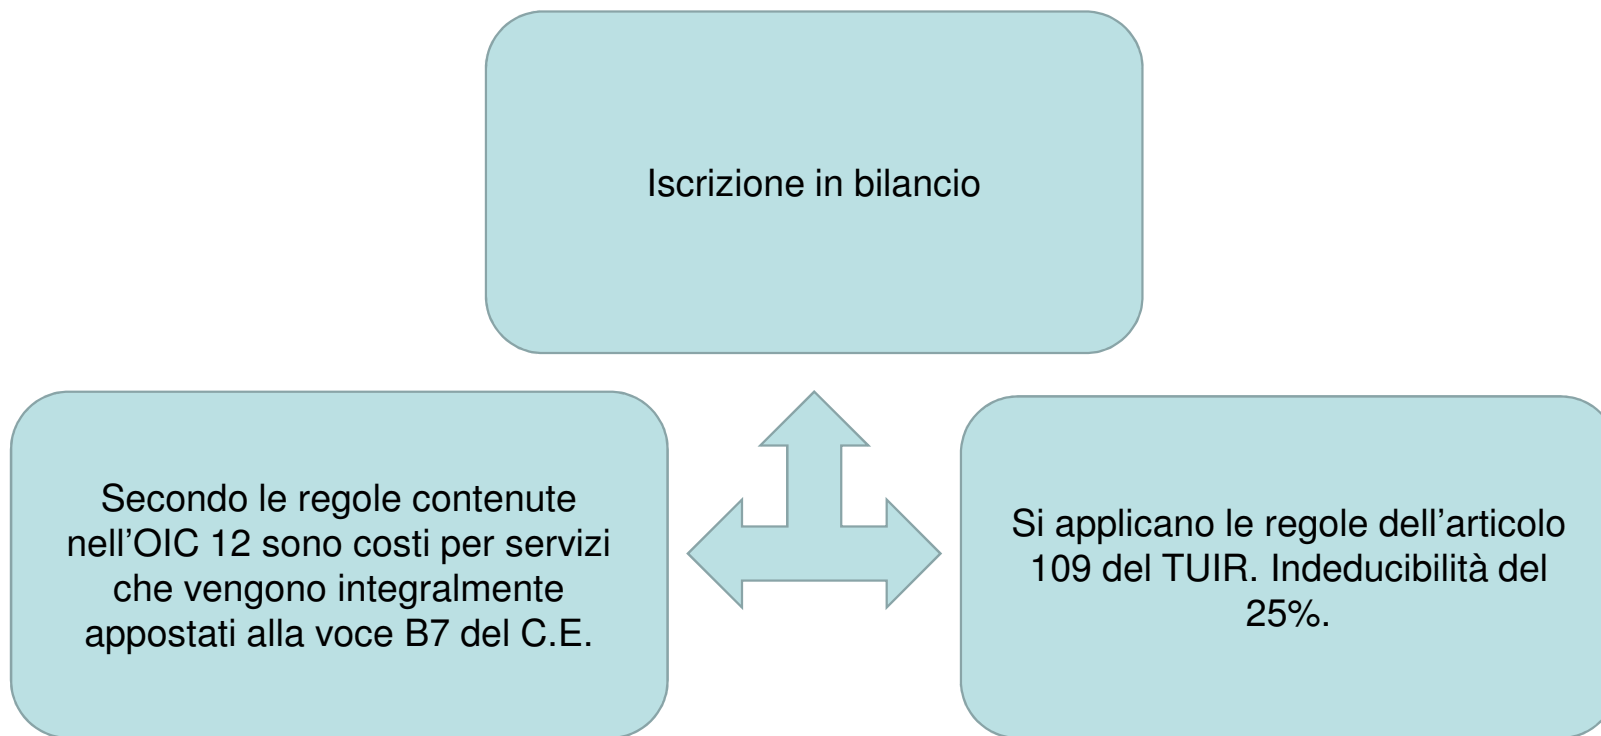 Iscrizione in bilancio
Secondo le regole contenute
nell’OIC 12 sono costi per servizi
che vengono integralmente
appostati alla voce B7 del C.E.
Si applicano le regole dell’articolo
109 del TUIR. Indeducibilità del
25%.